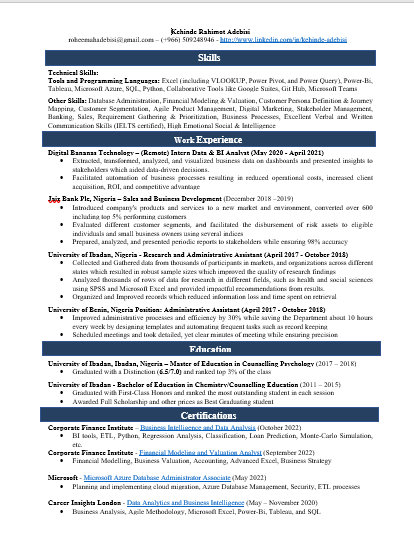 Kehinde Rahimot Adebisi
roheemahadebisi@gmail.com – (+966) 509248946 - http://www.linkedin.com/in/kehinde-adebisi
Skills
Technical Skills:
Tools and Programming Languages: Excel (including VLOOKUP, Power Pivot, and Power Query), Power-Bi,
Tableau, Microsoft Azure, SQL, Python, Collaborative Tools like Google Suites, Git Hub, Microsoft Teams
Other Skills: Database Administration, Financial Modeling & Valuation, Customer Persona Definition & Journey
Mapping, Customer Segmentation, Agile Product Management, Digital Marketing, Stakeholder Management,
Banking, Sales, Requirement Gathering & Prioritization, Business Processes, Excellent Verbal and Written
Communication Skills (IELTS certified), High Emotional Social & Intelligence
Work Experience
Digital Bananas Technology – (Remote) Intern Data & BI Analyst (May 2020 - April 2021)
• Extracted, transformed, analyzed, and visualized business data on dashboards and presented insights to
stakeholders which aided data-driven decisions.
• Facilitated automation of business processes resulting in reduced operational costs, increased client
acquisition, ROI, and competitive advantage
Jaiz Bank Plc, Nigeria – Sales and Business Development (December 2018 –2019)
• Introduced company's products and services to a new market and environment, converted over 600
including top 5% performing customers
• Evaluated different customer segments, and facilitated the disbursement of risk assets to eligible
individuals and small business owners using several indices
• Prepared, analyzed, and presented periodic reports to stakeholders while ensuring 98% accuracy
University of Ibadan, Nigeria - Research and Administrative Assistant (April 2017 - October 2018)
• Collected and Gathered data from thousands of participants in markets, and organizations across different
states which resulted in robust sample sizes which improved the quality of research findings
• Analyzed thousands of rows of data for research in different fields, such as health and social sciences
using SPSS and Microsoft Excel and provided impactful recommendations from results.
• Organized and Improved records which reduced information loss and time spent on retrieval
University of Benin, Nigeria Position: Administrative Assistant (April 2017 - October 2018)
• Improved administrative processes and efficiency by 30% while saving the Department about 10 hours
every week by designing templates and automating frequent tasks such as record keeping
• Scheduled meetings and took detailed, yet clear minutes of meeting while ensuring precision
Education
University of Ibadan, Ibadan, Nigeria – Master of Education in Counselling Psychology (2017 – 2018)
• Graduated with a Distinction (6.5/7.0) and ranked top 3% of the class
University of Ibadan - Bachelor of Education in Chemistry/Counselling Education (2011 – 2015)
• Graduated with First-Class Honors and ranked the most outstanding student in each session
• Awarded Full Scholarship and other prices as Best Graduating student
Certifications
Corporate Finance Institute – Business Intelligence and Data Analyst (October 2022)
• BI tools, ETL, Python, Regression Analysis, Classification, Loan Prediction, Monte-Carlo Simulation,
etc.
Corporate Finance Institute - Financial Modeling and Valuation Analyst (September 2022)
• Financial Modelling, Business Valuation, Accounting, Advanced Excel, Business Strategy
Microsoft - Microsoft Azure Database Administrator Associate (May 2022)
• Planning and implementing cloud migration, Azure Database Management, Security, ETL processes
Career Insights London - Data Analytics and Business Intelligence (May – November 2020)
• Business Analysis, Agile Methodology, Microsoft Excel, Power-Bi, Tableau, and SQL